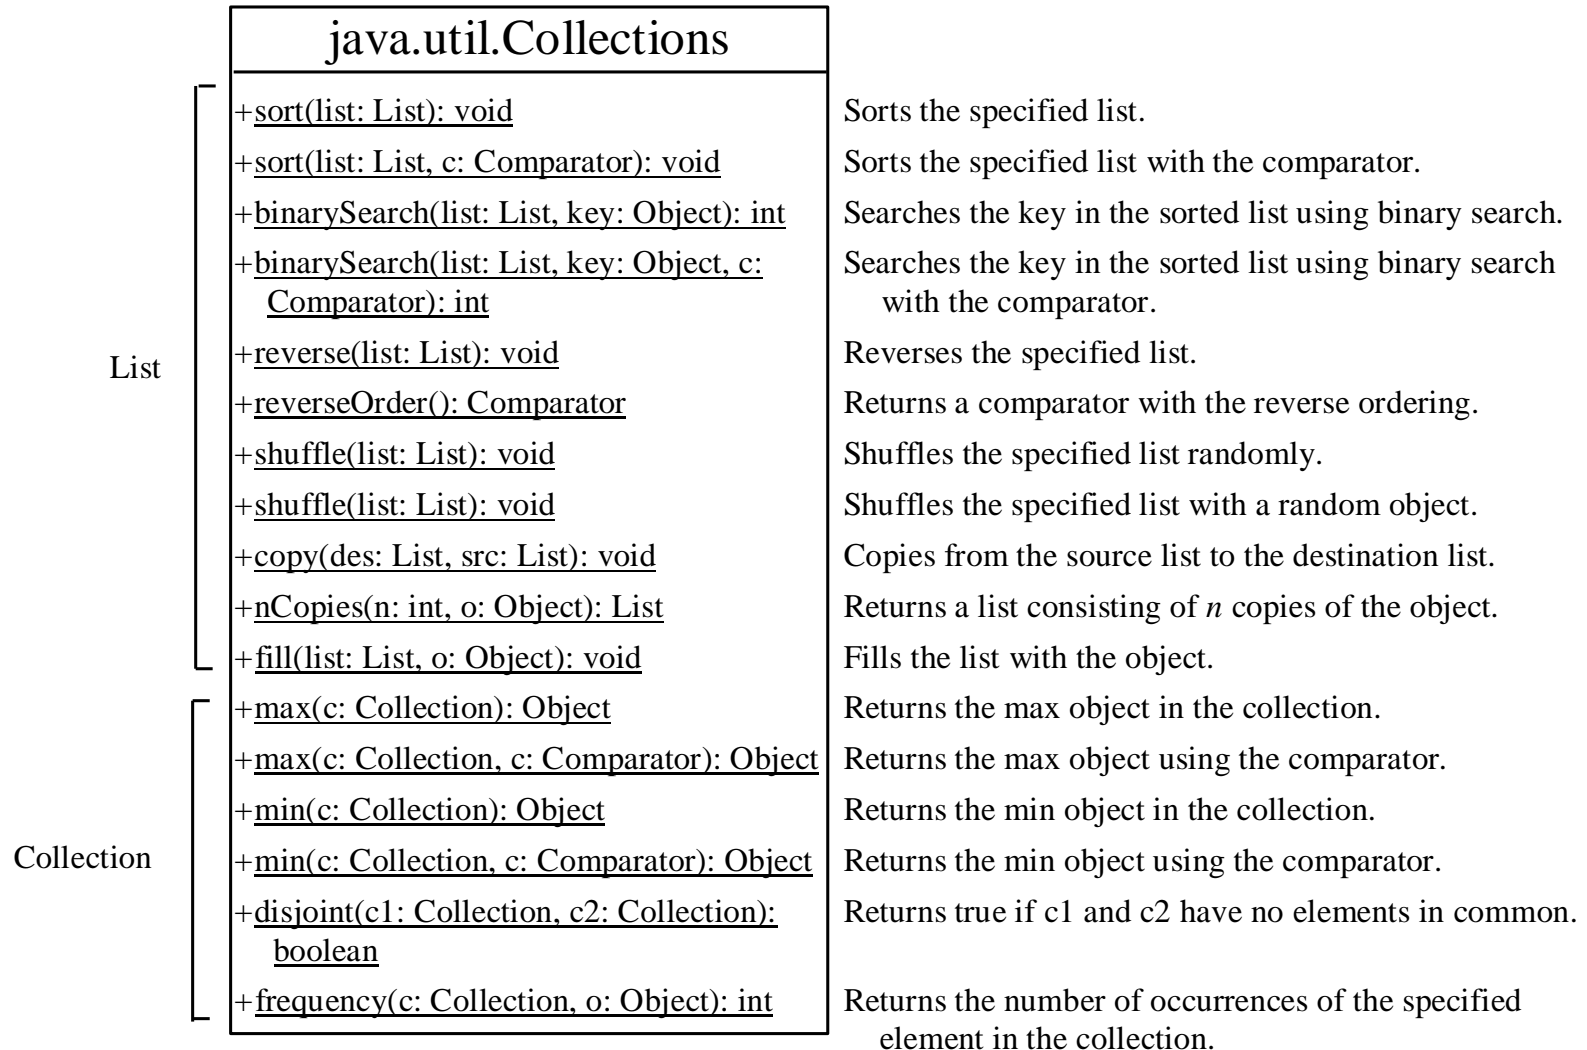 java.util.Collections
List
+sort(list: List): void
Sorts the specified list.
+sort(list: List, c: Comparator): void
Sorts the specified list with the comparator.
+binarySearch(list: List, key: Object): int
Searches the key in the sorted list using binary search.
+binarySearch(list: List, key: Object, c:
Comparator): int
Searches the key in the sorted list using binary search
with the comparator.
+reverse(list: List): void
Reverses the specified list.
+reverseOrder(): Comparator
Returns a comparator with the reverse ordering.
+shuffle(list: List): void
Shuffles the specified list randomly.
+shuffle(list: List): void
Shuffles the specified list with a random object.
+copy(des: List, src: List): void
Copies from the source list to the destination list.
+nCopies(n: int, o: Object): List
Returns a list consisting of n copies of the object.
+fill(list: List, o: Object): void
Fills the list with the object.
Collection
+max(c: Collection): Object
Returns the max object in the collection.
+max(c: Collection, c: Comparator): Object
Returns the max object using the comparator.
+min(c: Collection): Object
Returns the min object in the collection.
+min(c: Collection, c: Comparator): Object
Returns the min object using the comparator.
+disjoint(c1: Collection, c2: Collection):
boolean
Returns true if c1 and c2 have no elements in common.
+frequency(c: Collection, o: Object): int
Returns the number of occurrences of the specified
element in the collection.